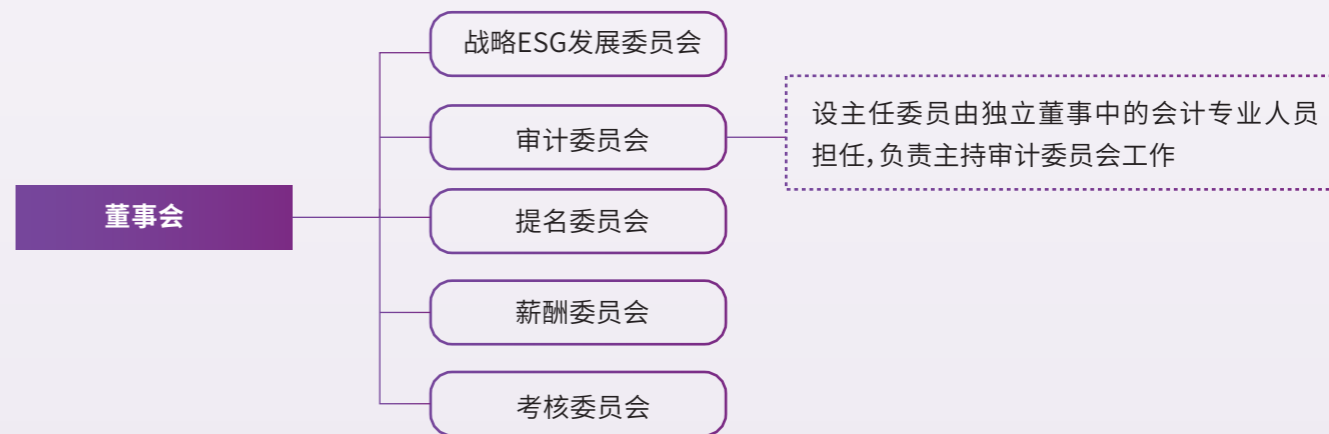 战略ESG发展委员会
设主任委员由独立董事中的会计专业人员
担任,负责主持审计委员会工作
审计委员会
董事会
提名委员会
薪酬委员会
考核委员会